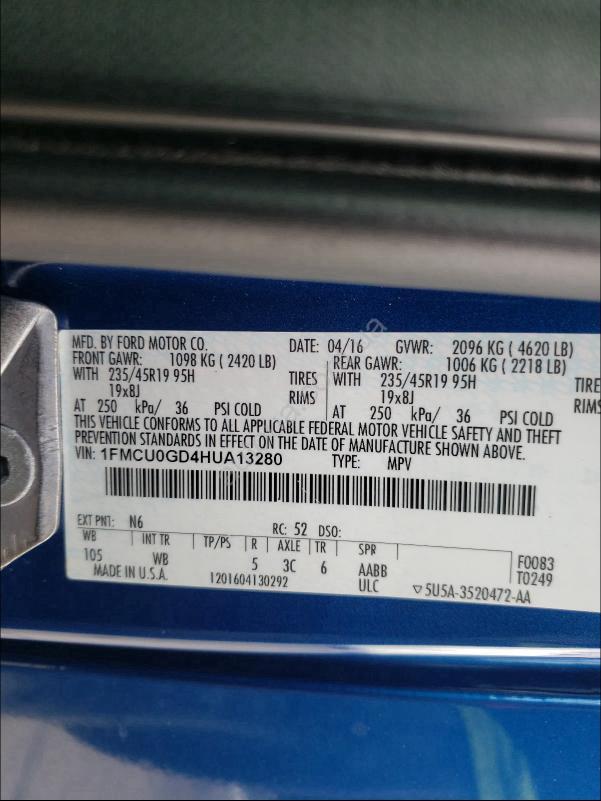 MFD. BY FORD MOTOR CO. DATE: 04/16 GVWR: 2096 KG ( 4620 LB)
FRONT GAWR: 1098 KG ( 2420 LB) REAR GAWR: 1006 KG ( 2218 LB)
WITH 235/45R19 95H TIRES WITH 235/45R19 95H TIRE
19x8J RIMS 19x8J RIMS
AT 250 kPa/ 36 PSI COLD AT 250 kPa/ 36 PSI COLD
THIS VEHICLE CONFORMS TO ALL APPLICABLE FEDERAL MOTOR VEHICLE SAFETY AND THEFT
PREVENTION STANDARDS IN EFFECT ON THE DATE OF MANUFACTURE SHOWN ABOVE.
VIN: 1FMCU0GD4HUA13280 TYPE: MPV
EXT PNT: N6 RC: 52 DSO:
WB INT TR TP/PS R AXLE TR SPR F0083
105 WB 5 3C 6 AABB T0249
MADE IN U.S.A. 1201604130292 ULC ▽5U5A-3520472-AA